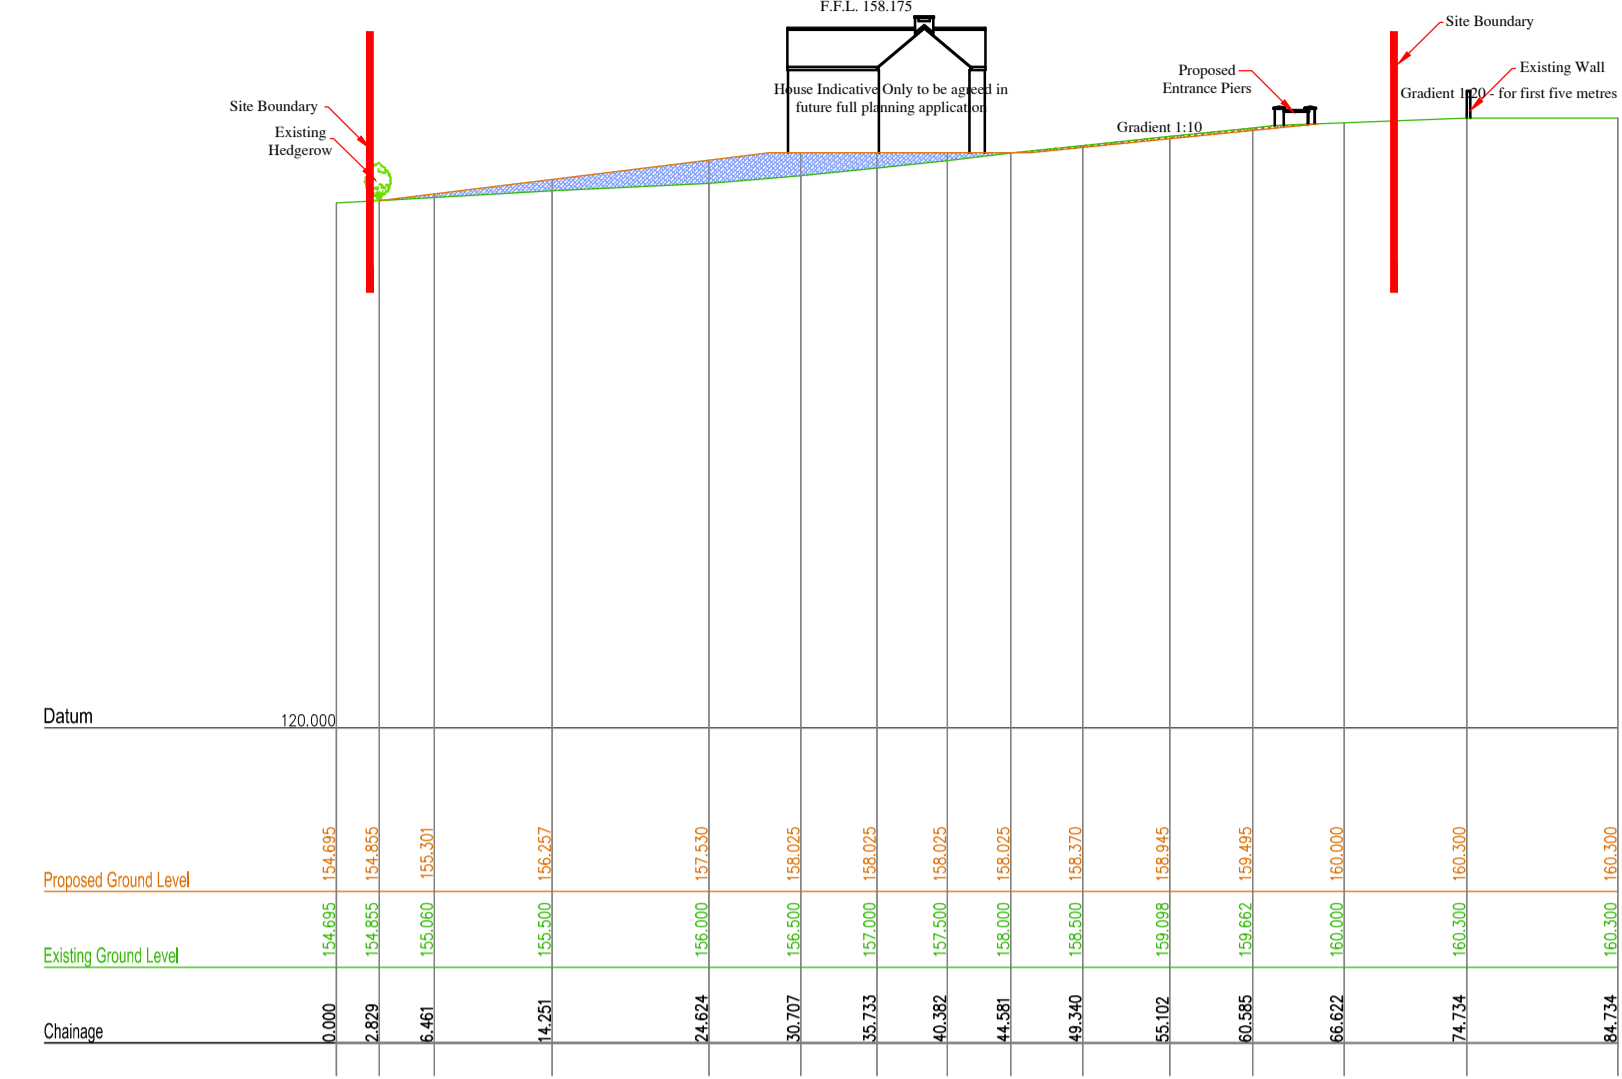 F.F.L. 158.175
Site Boundary
Existing Wall
Proposed
Entrance Piers
Gradient 1:20 - for first five metres
House Indicative Only to be agreed in
future full planning application
Site Boundary
Gradient 1:10
Existing
Hedgerow
Datum 120.000
Proposed Ground Level 154.695 154.855 155.301 156.257 157.530 158.025 158.025 158.025 158.025 158.370 158.945 159.495 160.000 160.300 160.300
Existing Ground Level 154.695 154.855 155.060 155.500 156.000 156.500 157.000 157.500 158.000 158.500 159.098 159.662 160.000 160.300 160.300
Chainage 0.000 2.829 6.461 14.251 24.624 30.707 35.733 40.382 44.581 49.340 55.102 60.585 66.622 74.734 84.734